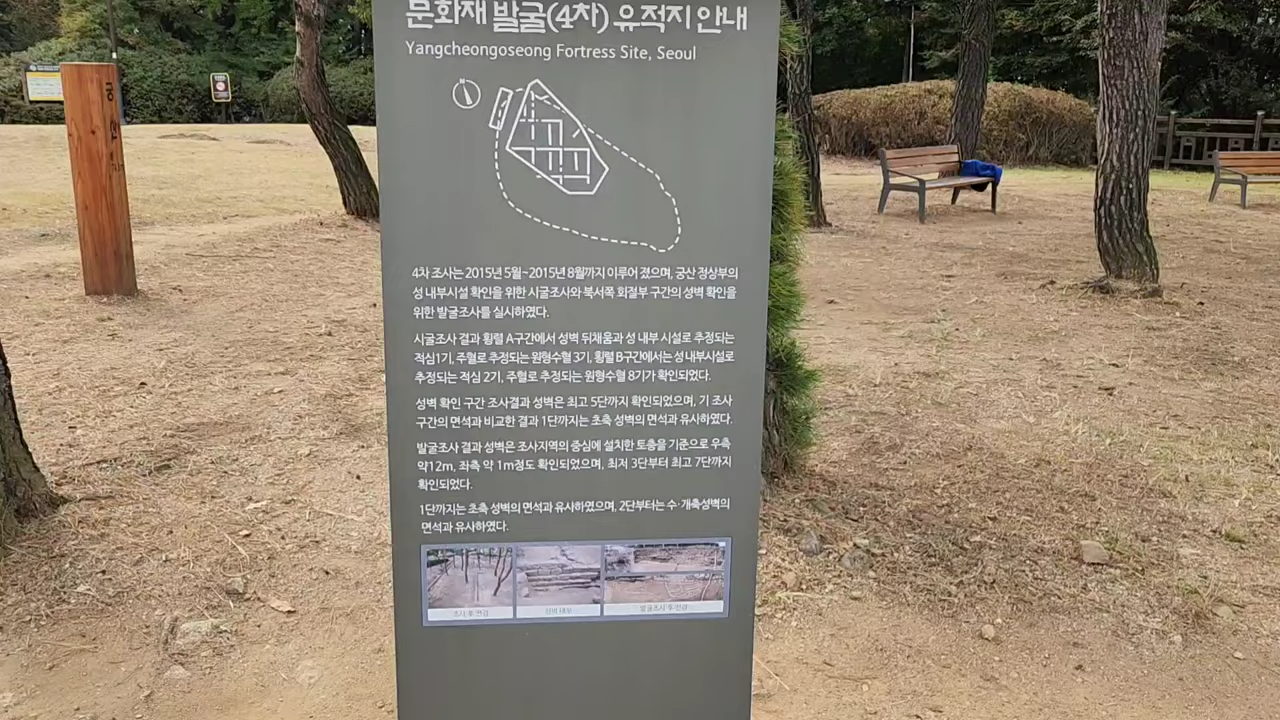 문화재 발굴(4차) 유적지 안내
Yangcheongoseong Fortress Site, Seoul
N
4차 조사는 2015년 5월~2015년 8월까지 이루어 졌으며, 궁산 정상부의
성 내부시설 확인을 위한 시굴조사와 북서쪽 회절부 구간의 성벽 확인을
위한 발굴조사를 실시하였다.
시굴조사 결과 횡렬 A구간에서 성벽 뒤채움과 성 내부 시설로 추정되는
적심1기, 주혈로 추정되는 원형수혈 3기, 횡렬 B구간에서는 성 내부시설로
추정되는 적심 2기, 주혈로 추정되는 원형수혈 8기가 확인되었다.
성벽 확인 구간 조사결과 성벽은 최고 5단까지 확인되었으며, 기 조사
구간의 면석과 비교한 결과 1단까지는 초축 성벽의 면석과 유사하였다.
발굴조사 결과 성벽은 조사지역의 중심에 설치한 토층을 기준으로 우측
약12m, 좌측 약 1m정도 확인되었으며, 최저 3단부터 최고 7단까지
확인되었다.
1단까지는 초축 성벽의 면석과 유사하였으며, 2단부터는 수·개축성벽의
면석과 유사하였다.
조사 후 전경
성벽 내부
발굴조사 후 전경